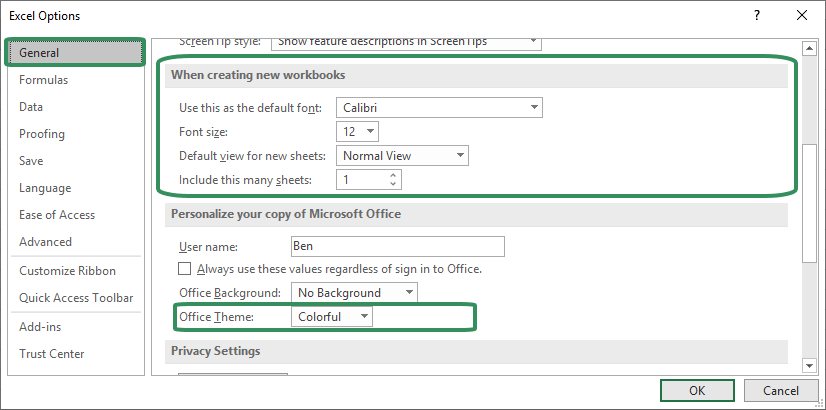 Excel Options
?
General
Formulas
Data
Proofing
Save
Language
Ease of Access
Advanced
Customize Ribbon
Quick Access Toolbar
Add-ins
Trust Center
ScreenTip style: Show feature descriptions in ScreenTips
When creating new workbooks
Use this as the default font: Calibri
Font size: 12
Default view for new sheets: Normal View
Include this many sheets: 1
Personalize your copy of Microsoft Office
User name: Ben
Always use these values regardless of sign in to Office.
Office Background: No Background
Office Theme: Colorful
Privacy Settings
OK Cancel